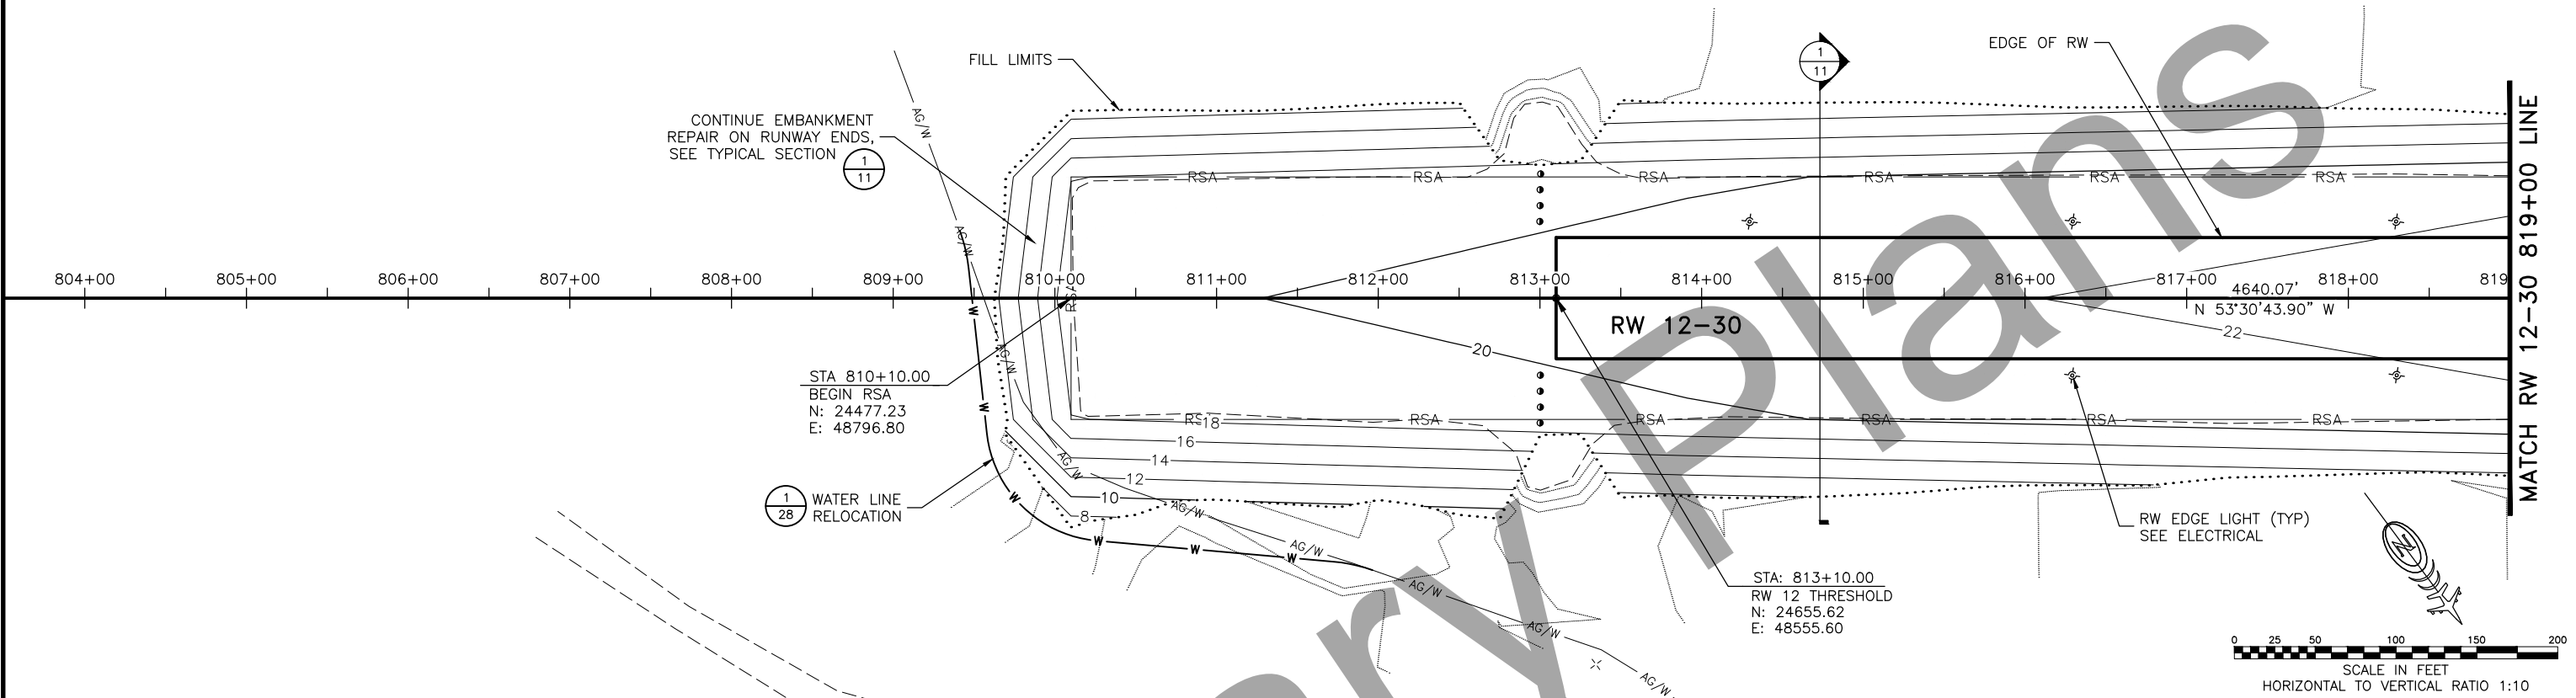 FILL LIMITS
EDGE OF RW
1
11
CONTINUE EMBANKMENT
REPAIR ON RUNWAY ENDS,
SEE TYPICAL SECTION
1
11
AG/W
RSA RSA RSA RSA RSA RSA
AG/W
804+00 805+00 806+00 807+00 808+00 809+00 810+00 811+00 812+00 813+00 814+00 815+00 816+00 817+00 818+00 819
RSA
W
4640.07'
N 53°30'43.90" W
RW 12-30
22
20
AG/W
STA 810+10.00
BEGIN RSA
N: 24477.23
E: 48796.80
W
RSA RSA RSA RSA RSA
18
16
14
12
10
8
AG/W
1
28
WATER LINE
RELOCATION
W
W
W
W
AG/W
AG/W
AG/W
AG/W
AG/W
STA: 813+10.00
RW 12 THRESHOLD
N: 24655.62
E: 48555.60
RW EDGE LIGHT (TYP)
SEE ELECTRICAL
MATCH RW 12-30 819+00 LINE
N
0 25 50 100 150 200
SCALE IN FEET
HORIZONTAL TO VERTICAL RATIO 1:10
ry Plans